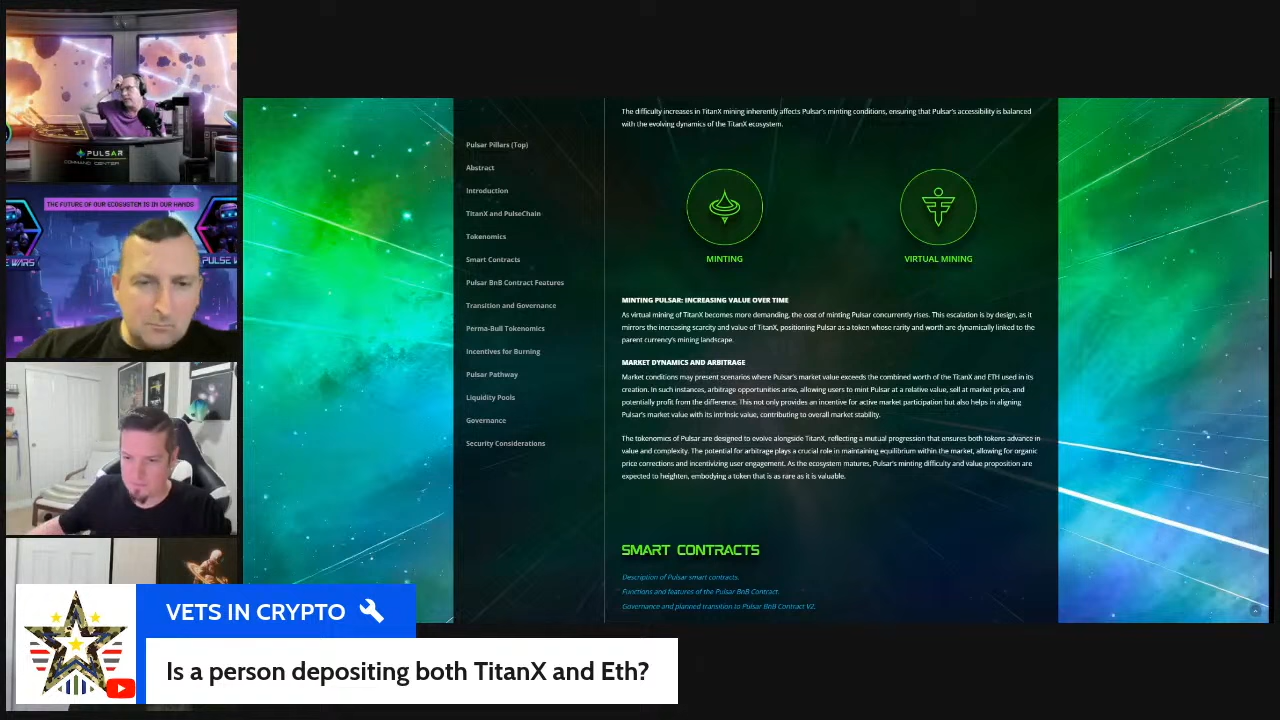 PULSAR
COMMAND CENTER
THE FUTURE OF OUR ECOSYSTEM IS IN OUR HANDS
E WARS
PULSE W
Pulsar Pillars (Top)
Abstract
Introduction
TitanX and PulseChain
Tokenomics
Smart Contracts
Pulsar BnB Contract Features
Transition and Governance
Perma-Bull Tokenomics
Incentives for Burning
Pulsar Pathway
Liquidity Pools
Governance
Security Considerations
The difficulty increases in TitanX mining inherently affects Pulsar's minting conditions, ensuring that Pulsar's accessibility is balanced
with the evolving dynamics of the TitanX ecosystem.
MINTING
VIRTUAL MINING
MINTING PULSAR: INCREASING VALUE OVER TIME
As virtual mining of TitanX becomes more demanding, the cost of minting Pulsar concurrently rises. This escalation is by design, as it
mirrors the increasing scarcity and value of TitanX, positioning Pulsar as a token whose rarity and worth are dynamically linked to the
parent currency's mining landscape.
MARKET DYNAMICS AND ARBITRAGE
Market conditions may present scenarios where Pulsar's market value exceeds the combined worth of the TitanX and ETH used in its
creation. In such instances, arbitrage opportunities arise, allowing users to mint Pulsar at a relative value, sell at market price, and
potentially profit from the difference. This not only provides an incentive for active market participation but also helps in aligning
Pulsar's market value with its intrinsic value, contributing to overall market stability.
The tokenomics of Pulsar are designed to evolve alongside TitanX, reflecting a mutual progression that ensures both tokens advance in
value and complexity. The potential for arbitrage plays a crucial role in maintaining equilibrium within the market, allowing for organic
price corrections and incentivizing user engagement. As the ecosystem matures, Pulsar's minting difficulty and value proposition are
expected to heighten, embodying a token that is as rare as it is valuable.
SMART CONTRACTS
Description of Pulsar smart contracts.
Functions and features of the Pulsar BnB Contract.
Governance and planned transition to Pulsar BnB Contract V2.
VETS IN CRYPTO
Is a person depositing both TitanX and Eth?